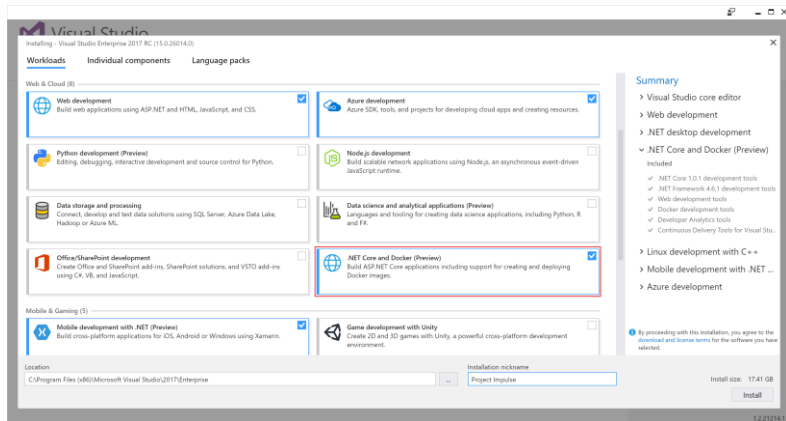 Visual Studio
Installing - Visual Studio Enterprise 2017 RC (15.0.26014.0)
Workloads Individual components Language packs
Web & Cloud (8)
Web development
Build web applications using ASP.NET and HTML, JavaScript, and CSS.
Azure development
Azure SDK, tools, and projects for developing cloud apps and creating resources.
Python development (Preview)
Editing, debugging, interactive development and source control for Python.
Node.js development
Build scalable network applications using Node.js, an asynchronous event-driven
JavaScript runtime.
Data storage and processing
Connect, develop and test data solutions using SQL Server, Azure Data Lake,
Hadoop or Azure ML.
Data science and analytical applications (Preview)
Languages and tooling for creating data science applications, including Python, R
and F#.
Office/SharePoint development
Create Office and SharePoint add-ins, SharePoint solutions, and VSTO add-ins
using C#, VB, and JavaScript.
.NET Core and Docker (Preview)
Build ASP.NET Core applications including support for creating and deploying
Docker images.
Mobile & Gaming (5)
Mobile development with .NET (Preview)
Build cross-platform applications for iOS, Android or Windows using Xamarin.
Game development with Unity
Create 2D and 3D games with Unity, a powerful cross-platform development
environment.
Summary
Visual Studio core editor
Web development
.NET desktop development
.NET Core and Docker (Preview)
Included
.NET Core 1.0.1 development tools
.NET Framework 4.6.1 development tools
Web development tools
Docker development tools
Developer Analytics tools
Continuous Delivery Tools for Visual Stu...
Linux development with C++
Mobile development with .NET ...
Azure development
By proceeding with this installation, you agree to the
download and license terms for the software you have
selected.
Location
C:\Program Files (x86)\Microsoft Visual Studio\2017\Enterprise
...
Installation nickname
Project Impulse
Install size: 17.41 GB
Install
1.2.21214.1